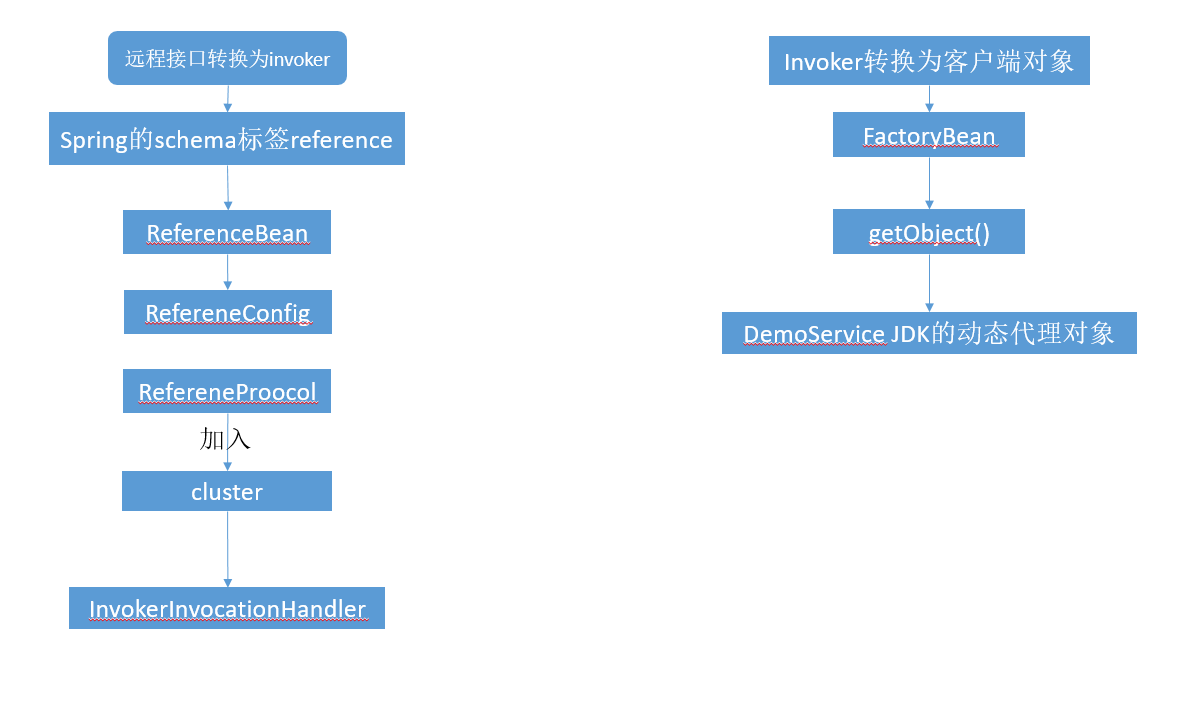 远程接口转换为invoker
Spring的schema标签reference
ReferenceBean
RefereneConfig
RefereneProocol
加入
cluster
InvokerInvocationHandler
Invoker转换为客户端对象
FactoryBean
getObject()
DemoService JDK的动态代理对象